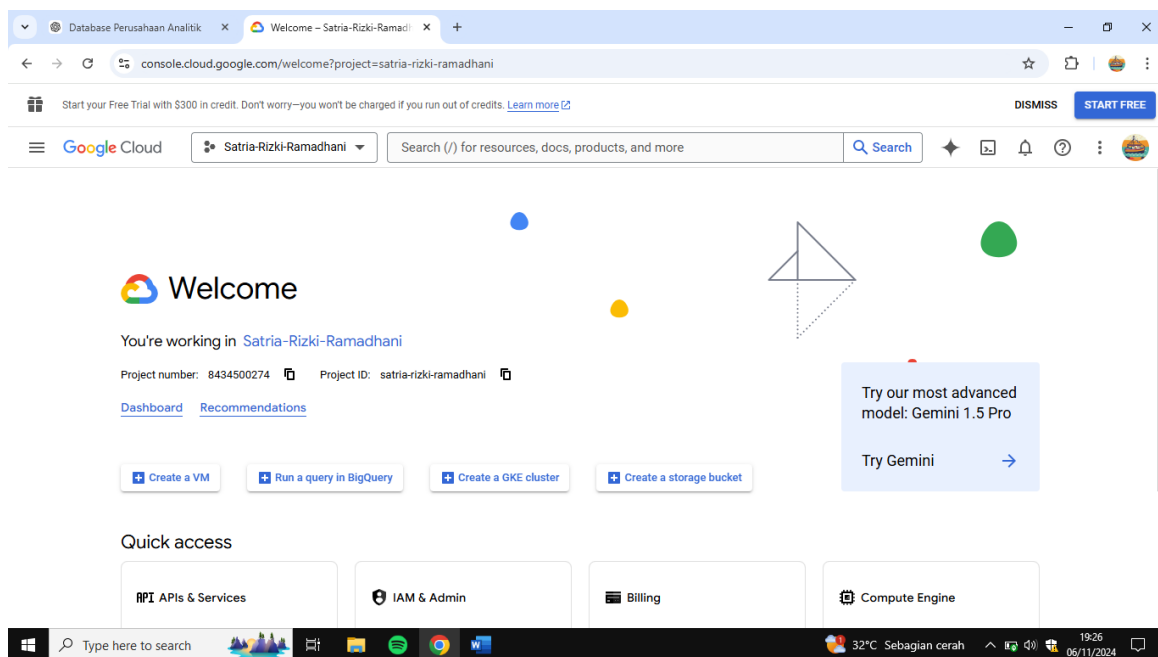 Database Perusahaan Analitik
Welcome – Satria-Rizki-Ramadh
console.cloud.google.com/welcome?project=satria-rizki-ramadhani
Start your Free Trial with $300 in credit. Don't worry—you won't be charged if you run out of credits. Learn more
DISMISS
START FREE
Google Cloud
Satria-Rizki-Ramadhani
Search (/) for resources, docs, products, and more
Search
Welcome
You're working in Satria-Rizki-Ramadhani
Project number: 8434500274 Project ID: satria-rizki-ramadhani
Dashboard Recommendations
Try our most advanced
model: Gemini 1.5 Pro
Try Gemini
Create a VM
Run a query in BigQuery
Create a GKE cluster
Create a storage bucket
Quick access
API APIs & Services
IAM & Admin
Billing
Compute Engine
Type here to search
32°C Sebagian cerah
19:26
06/11/2024